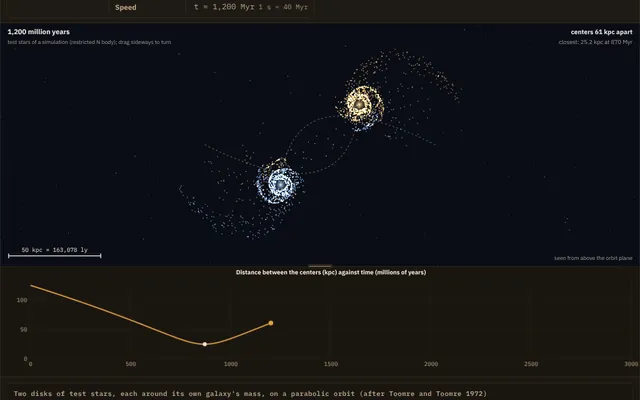 Speed t = 1,200 Myr 1 s = 40 Myr
1,200 million years
test stars of a simulation (restricted N body); drag sideways to turn
centers 61 kpc apart
closest: 25.2 kpc at 870 Myr
50 kpc = 163,078 ly
seen from above the orbit plane
Distance between the centers (kpc) against time (millions of years)
100
50
0
0 500 1000 1500 2000 2500 3000
Two disks of test stars, each around its own galaxy's mass, on a parabolic orbit (after Toomre and Toomre 1972)